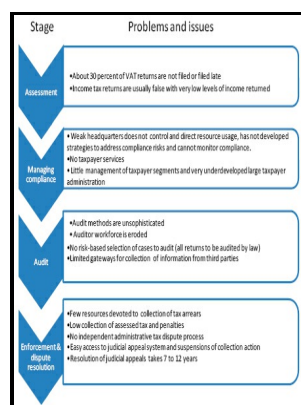 Stage Problems and issues
• About 30 percent of VAT returns are not filed or filed late
• Income tax returns are usually false with very low levels of income returned
Assessment
• Weak headquarters does not control and direct resource usage, has not developed
strategies to address compliance risks and cannot monitor compliance.
• No taxpayer services
• Little management of taxpayer segments and very underdeveloped large taxpayer
administration
Managing
compliance
• Audit methods are unsophisticated
• Auditor workforce is eroded
• No risk-based selection of cases to audit (all returns to be audited by law)
• Limited gateways for collection of information from third parties
Audit
• Few resources devoted to collection of tax arrears
• Low collection of assessed tax and penalties
• No independent administrative tax dispute process
• Easy access to judicial appeal system and suspensions of collection action
• Resolution of judicial appeals takes 7 to 12 years
Enforcement &
dispute
resolution